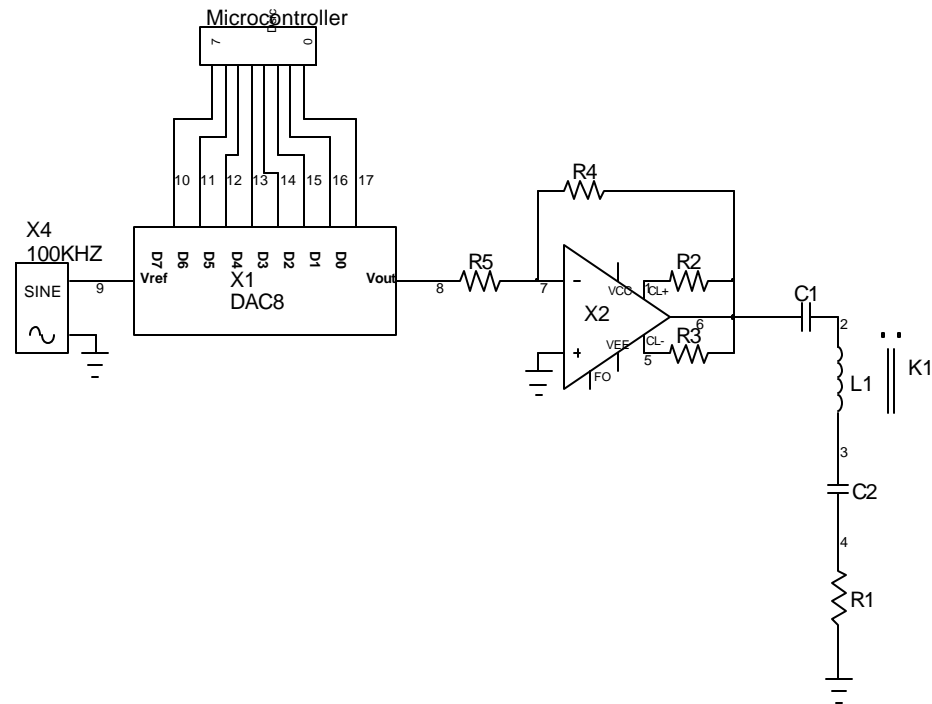 Microcontroller
7
0
10 11 12 13 14 15 16 17
X4
100KHZ
SINE
9
D7 D6 D5 D4 D3 D2 D1 D0
Vref
X1
DAC8
Vout
8
R5
R4
7
X2
VCC
1
CL+
R2
6
VEE
CL-
5
R3
FO
C1
2
L1
K1
3
C2
4
R1